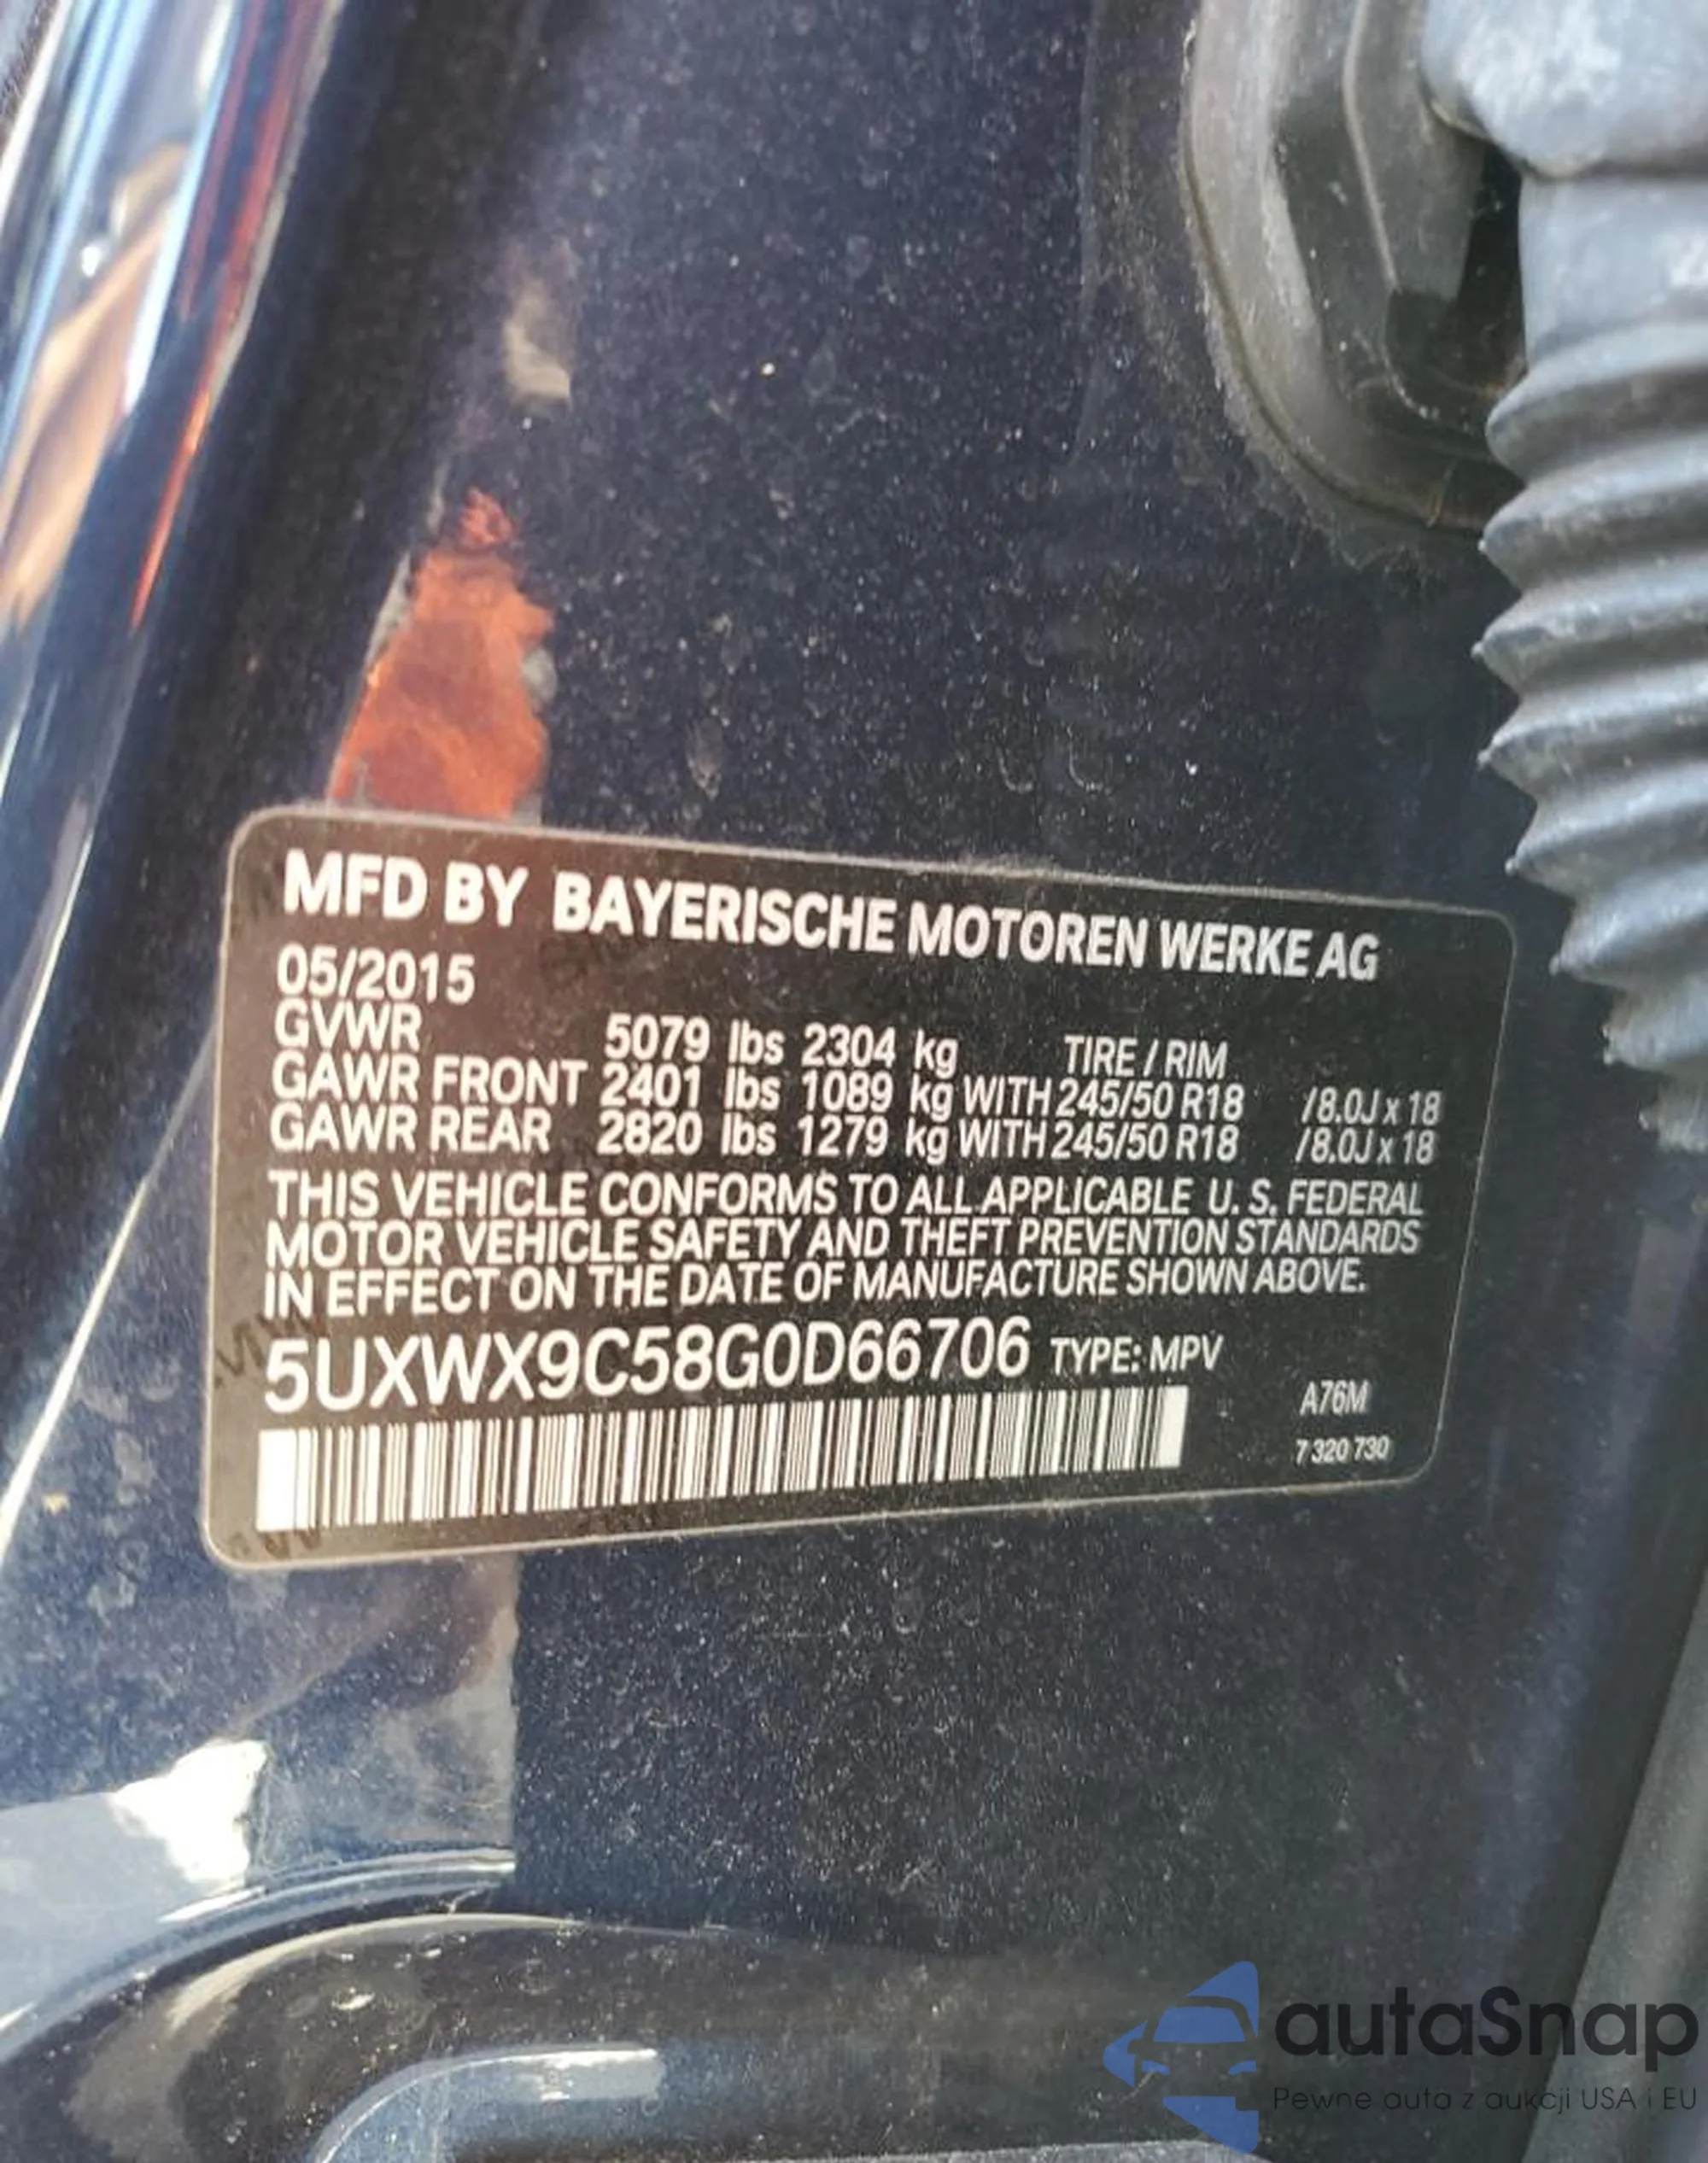 MFD BY BAYERISCHE MOTOREN WERKE AG
05/2015
GVWR 5079 lbs 2304 kg TIRE / RIM
GAWR FRONT 2401 lbs 1089 kg WITH 245/50 R18 /8.0J x 18
GAWR REAR 2820 lbs 1279 kg WITH 245/50 R18 /8.0J x 18
THIS VEHICLE CONFORMS TO ALL APPLICABLE U. S. FEDERAL
MOTOR VEHICLE SAFETY AND THEFT PREVENTION STANDARDS
IN EFFECT ON THE DATE OF MANUFACTURE SHOWN ABOVE.
5UXWX9C58G0D66706 TYPE: MPV
A76M
7 320 730
autaSnap
Pewne auta z aukcji USA i EU